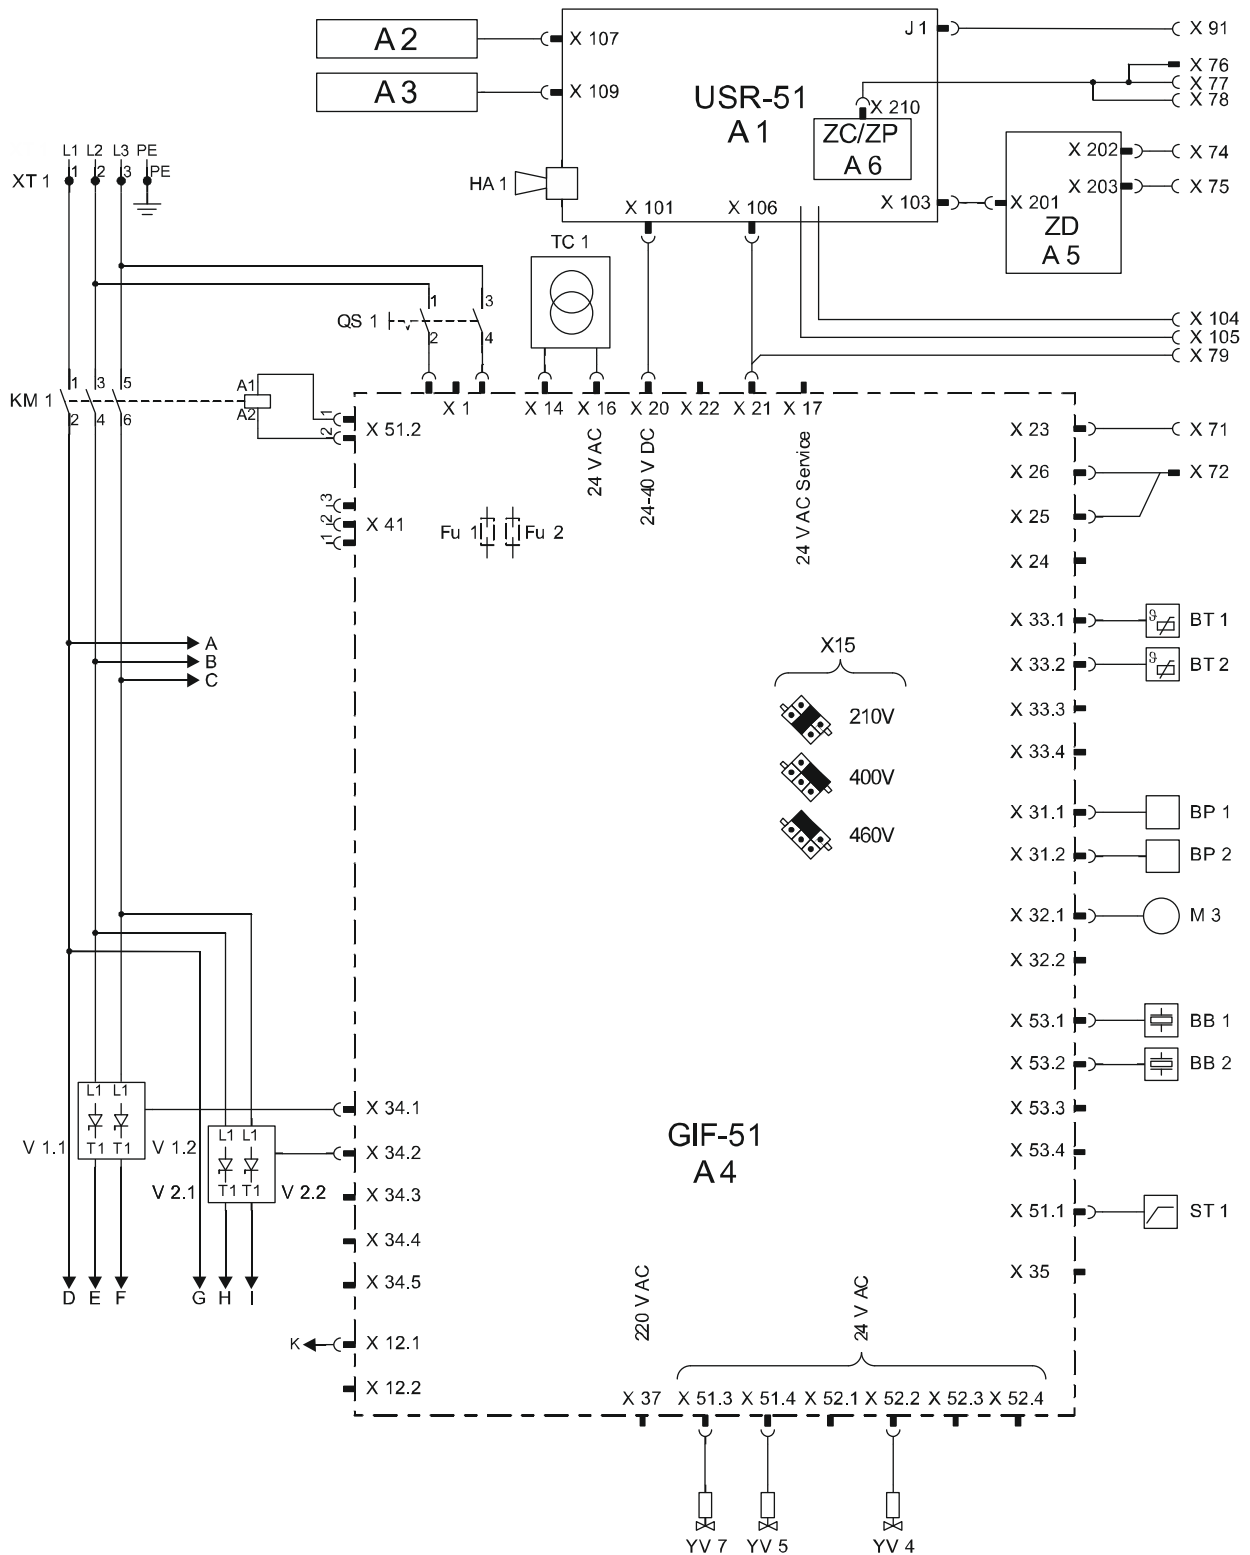 A 2
X 107
J 1
X 91
A 3
X 109
USR-51
A 1
X 210
ZC/ZP
A 6
X 76
X 77
X 78
L1 L2 L3 PE
XT 1
1 2 3 PE
HA 1
X 101
X 106
X 103
X 201
X 202
X 74
X 203
X 75
ZD
A 5
TC 1
QS 1
1 3
2 4
X 104
X 105
X 79
KM 1
1 3 5
2 4 6
A1
A2
1
2
X 51.2
X 1
X 14
X 16
X 20
X 22
X 21
X 17
24 V AC
24-40 V DC
24 V AC Service
X 23
X 71
X 26
X 72
X 25
X 24
3
2
1
X 41
Fu 1
Fu 2
X 33.1
BT 1
ϑ
X 33.2
BT 2
ϑ
X 33.3
X 33.4
A
B
C
X15
210V
400V
460V
X 31.1
BP 1
X 31.2
BP 2
X 32.1
M 3
X 32.2
X 53.1
BB 1
X 53.2
BB 2
X 53.3
X 53.4
X 51.1
ST 1
X 35
L1 L1
T1 T1
V 1.1
V 1.2
L1 L1
T1 T1
V 2.1
V 2.2
X 34.1
X 34.2
X 34.3
X 34.4
X 34.5
GIF-51
A 4
D E F G H I
K
X 12.1
X 12.2
220 V AC
24 V AC
X 37
X 51.3
X 51.4
X 52.1
X 52.2
X 52.3
X 52.4
YV 7
YV 5
YV 4